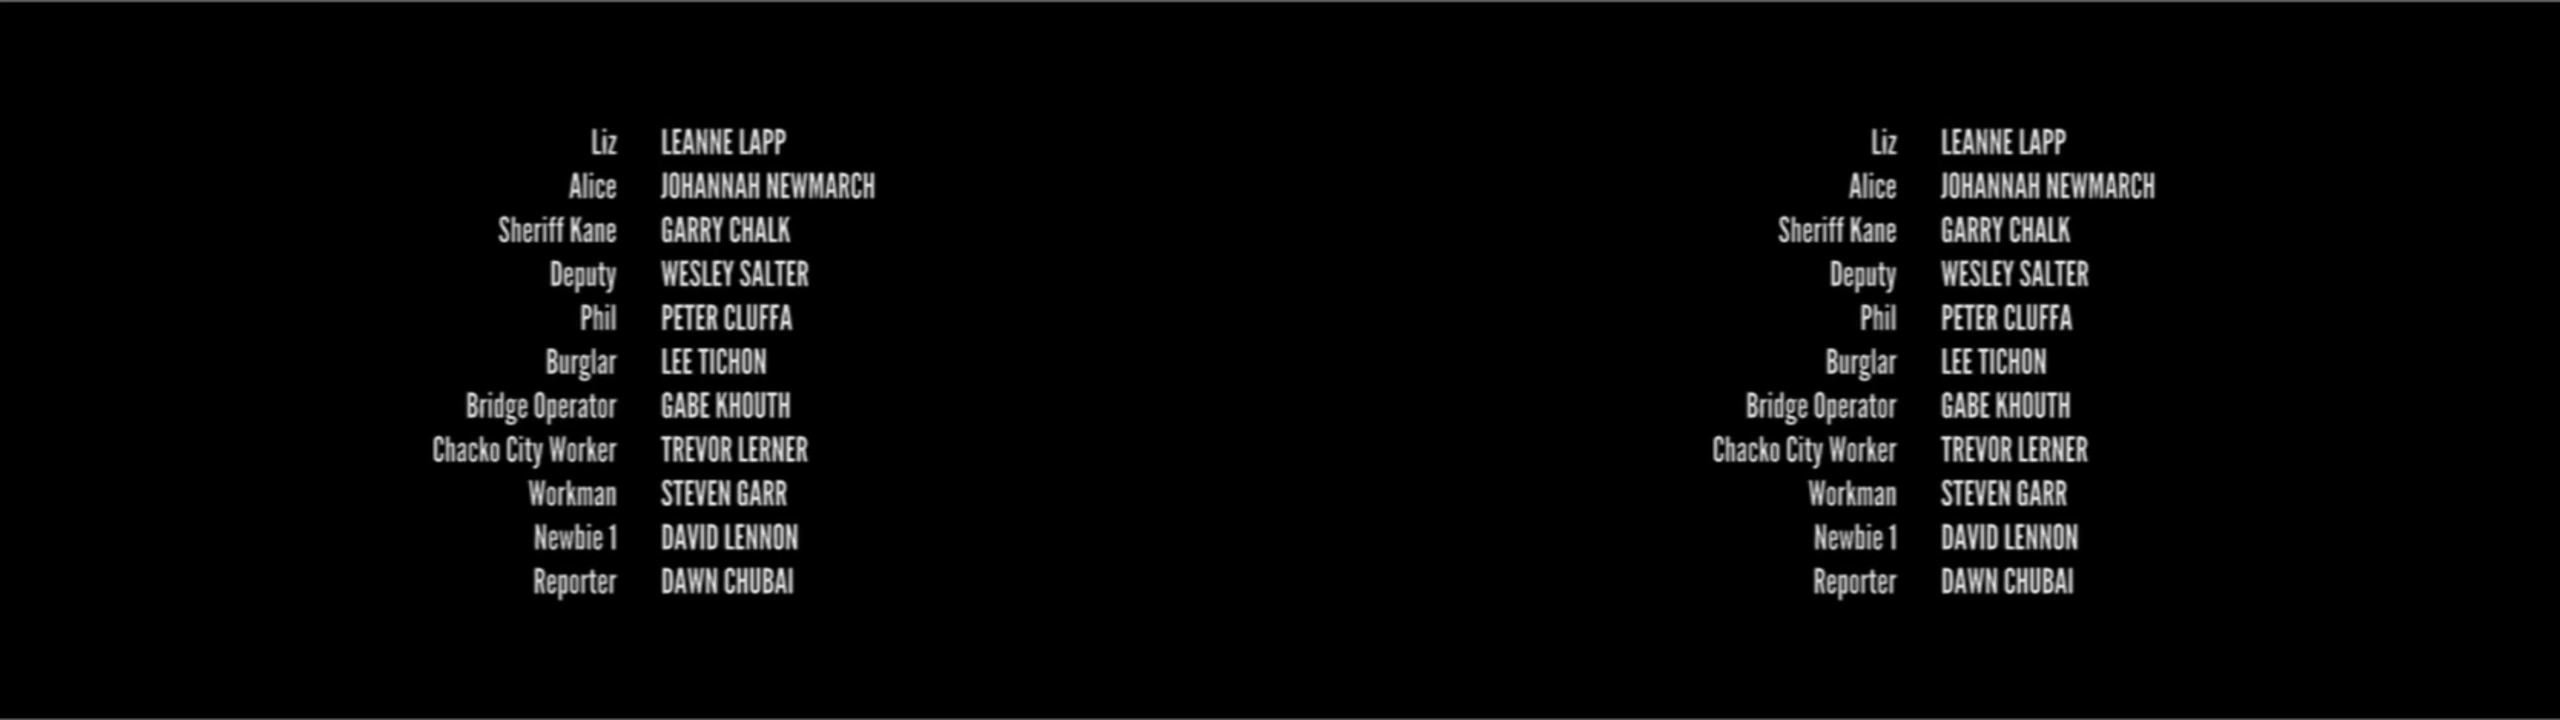 Liz LEANNE LAPP
Alice JOHANNAH NEWMARCH
Sheriff Kane GARRY CHALK
Deputy WESLEY SALTER
Phil PETER CLUFFA
Burglar LEE TICHON
Bridge Operator GABE KHOUTH
Chacko City Worker TREVOR LERNER
Workman STEVEN GARR
Newbie 1 DAVID LENNON
Reporter DAWN CHUBAI
Liz LEANNE LAPP
Alice JOHANNAH NEWMARCH
Sheriff Kane GARRY CHALK
Deputy WESLEY SALTER
Phil PETER CLUFFA
Burglar LEE TICHON
Bridge Operator GABE KHOUTH
Chacko City Worker TREVOR LERNER
Workman STEVEN GARR
Newbie 1 DAVID LENNON
Reporter DAWN CHUBAI